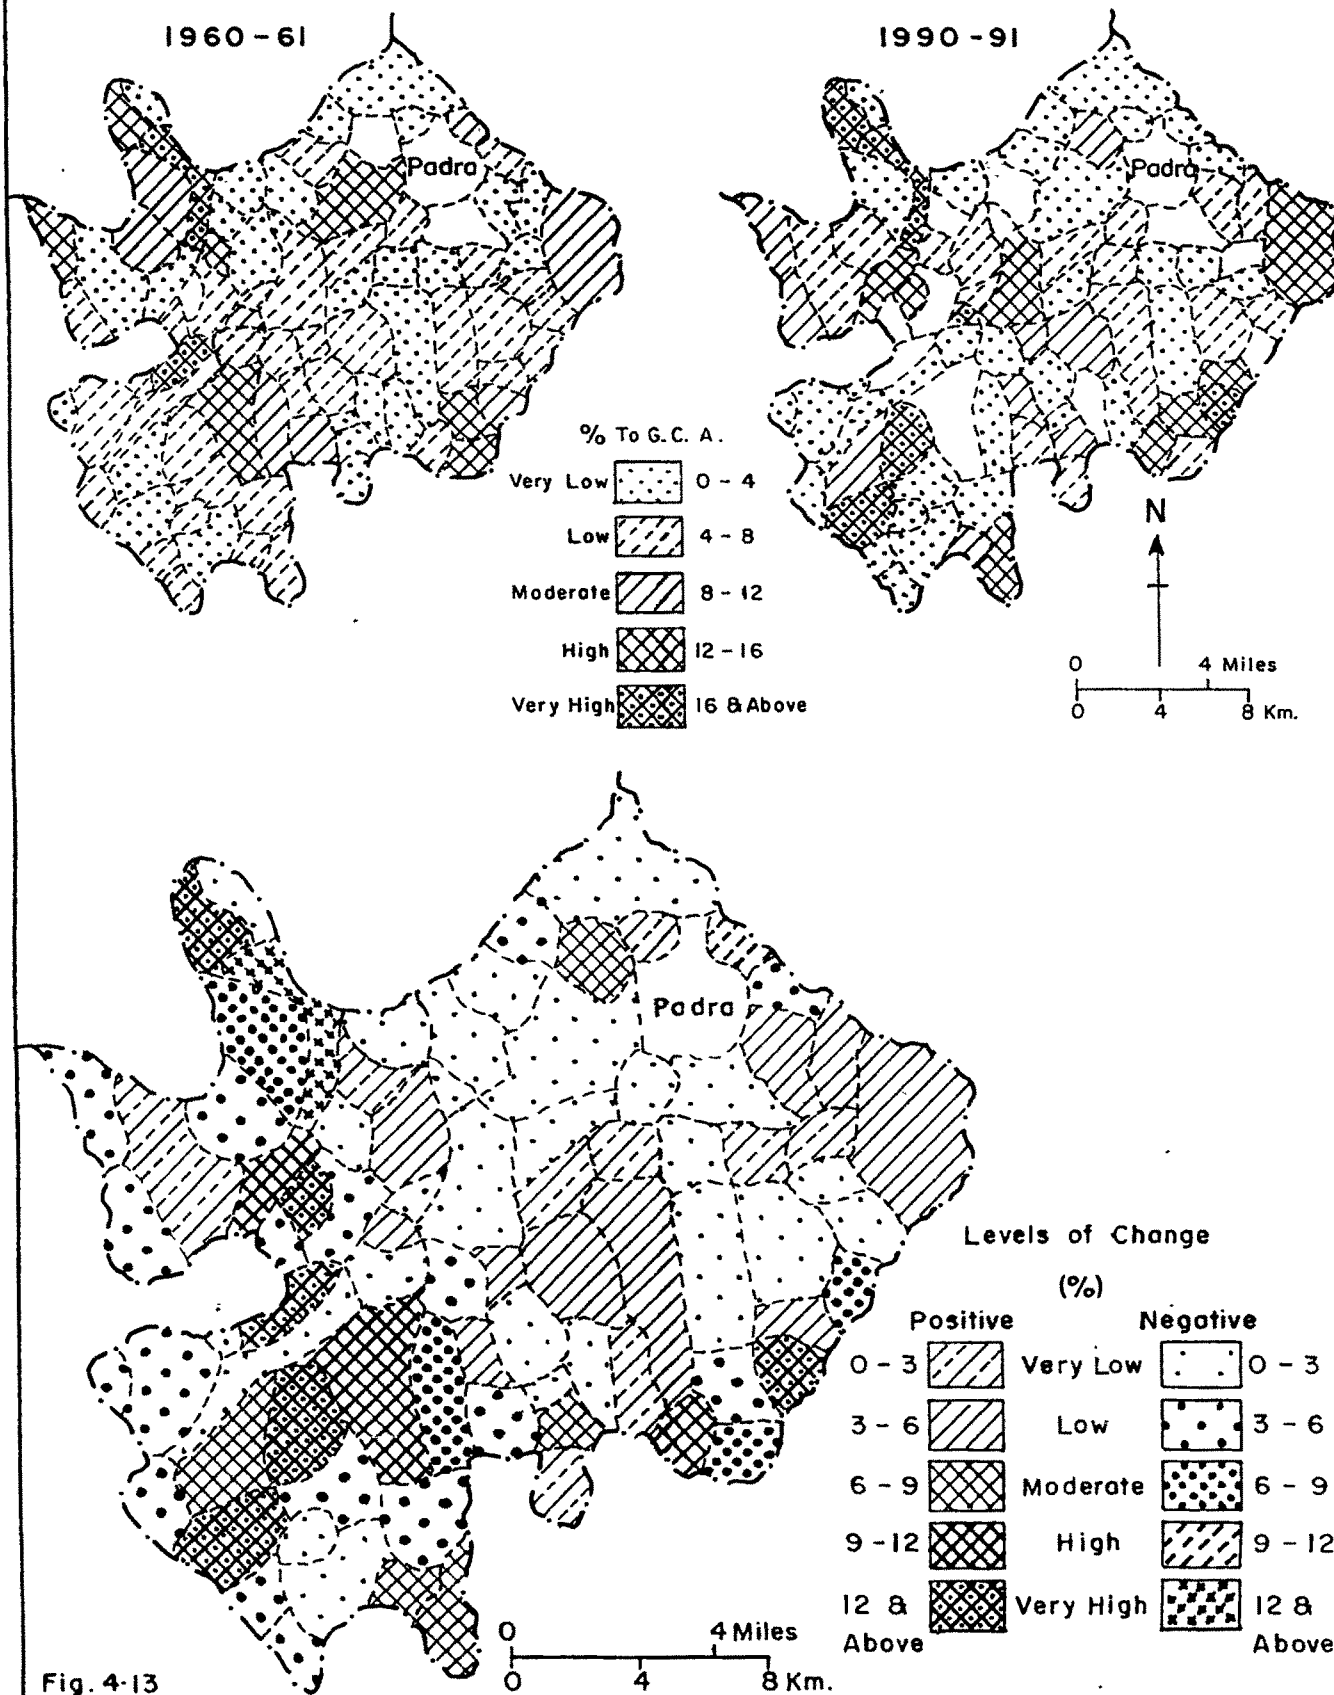 1960-61
1990-91
Padra
Padra
% To G.C.A.
Very Low 0-4
Low 4-8
Moderate 8-12
High 12-16
Very High 16 & Above
N
0 4 Miles
0 4 8 Km.
Padra
Levels of Change
(%)
Positive Negative
0-3 Very Low 0-3
3-6 Low 3-6
6-9 Moderate 6-9
9-12 High 9-12
12 & Above Very High 12 & Above
0 4 Miles
0 4 8 Km.
Fig. 4·13